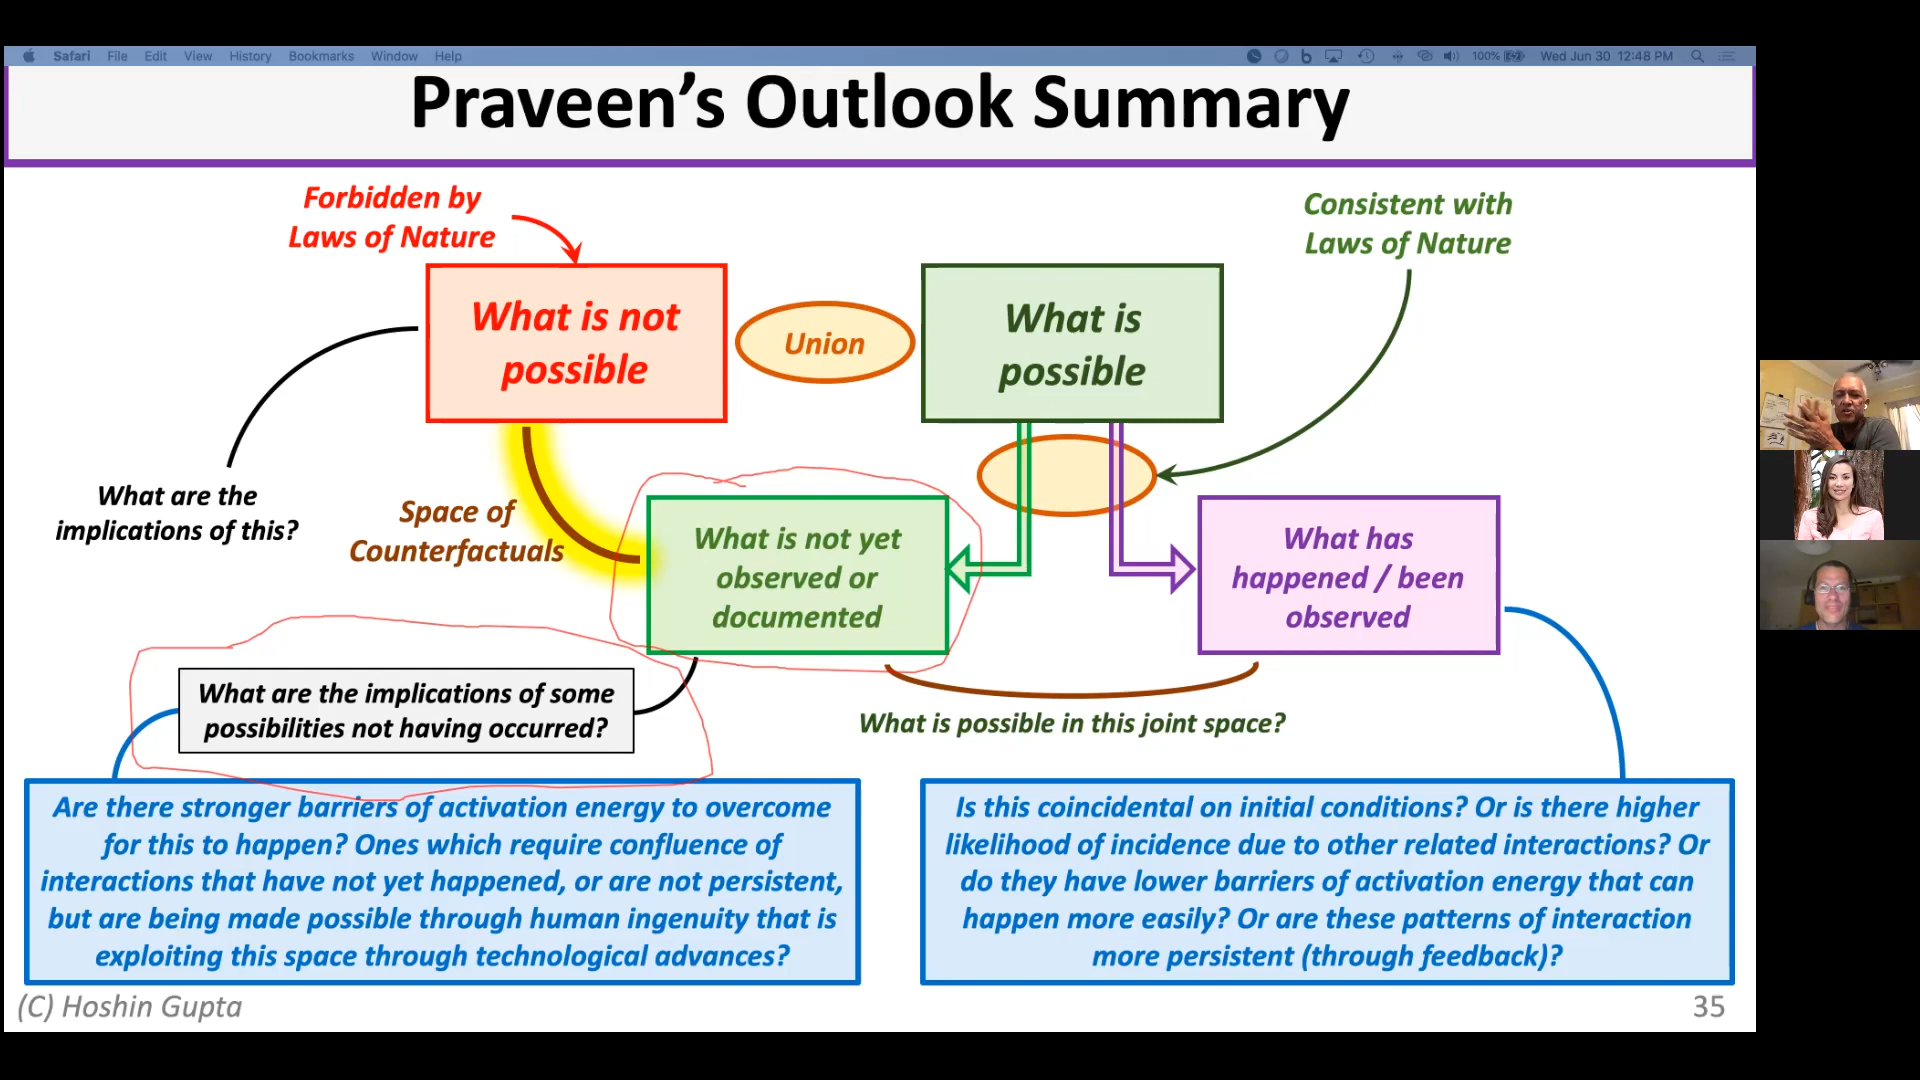 Safari File Edit View History Bookmarks Window Help
100% Wed Jun 30 12:48 PM
Praveen’s Outlook Summary
Forbidden by
Laws of Nature
Consistent with
Laws of Nature
What is not
possible
Union
What is
possible
What are the
implications of this?
Space of
Counterfactuals
What is not yet
observed or
documented
What has
happened / been
observed
What are the implications of some
possibilities not having occurred?
What is possible in this joint space?
Are there stronger barriers of activation energy to overcome
for this to happen? Ones which require confluence of
interactions that have not yet happened, or are not persistent,
but are being made possible through human ingenuity that is
exploiting this space through technological advances?
Is this coincidental on initial conditions? Or is there higher
likelihood of incidence due to other related interactions? Or
do they have lower barriers of activation energy that can
happen more easily? Or are these patterns of interaction
more persistent (through feedback)?
(C) Hoshin Gupta
35